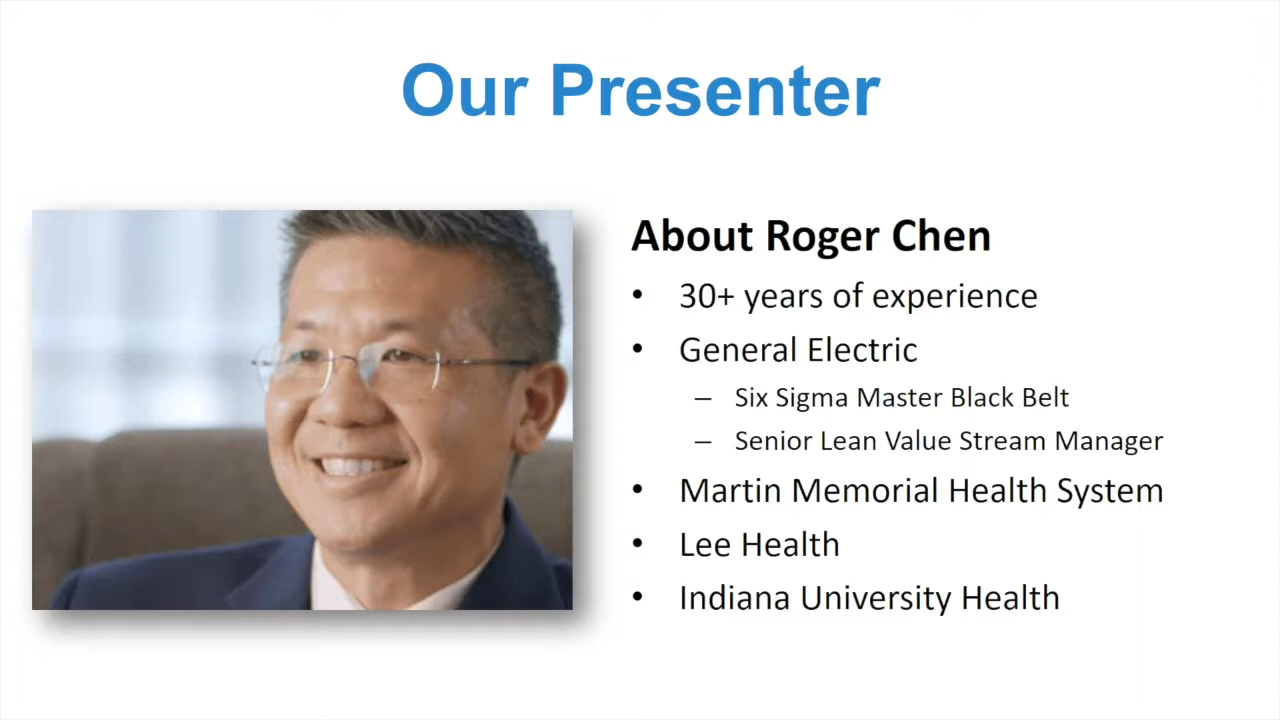 Our Presenter
About Roger Chen
• 30+ years of experience
• General Electric
– Six Sigma Master Black Belt
– Senior Lean Value Stream Manager
• Martin Memorial Health System
• Lee Health
• Indiana University Health